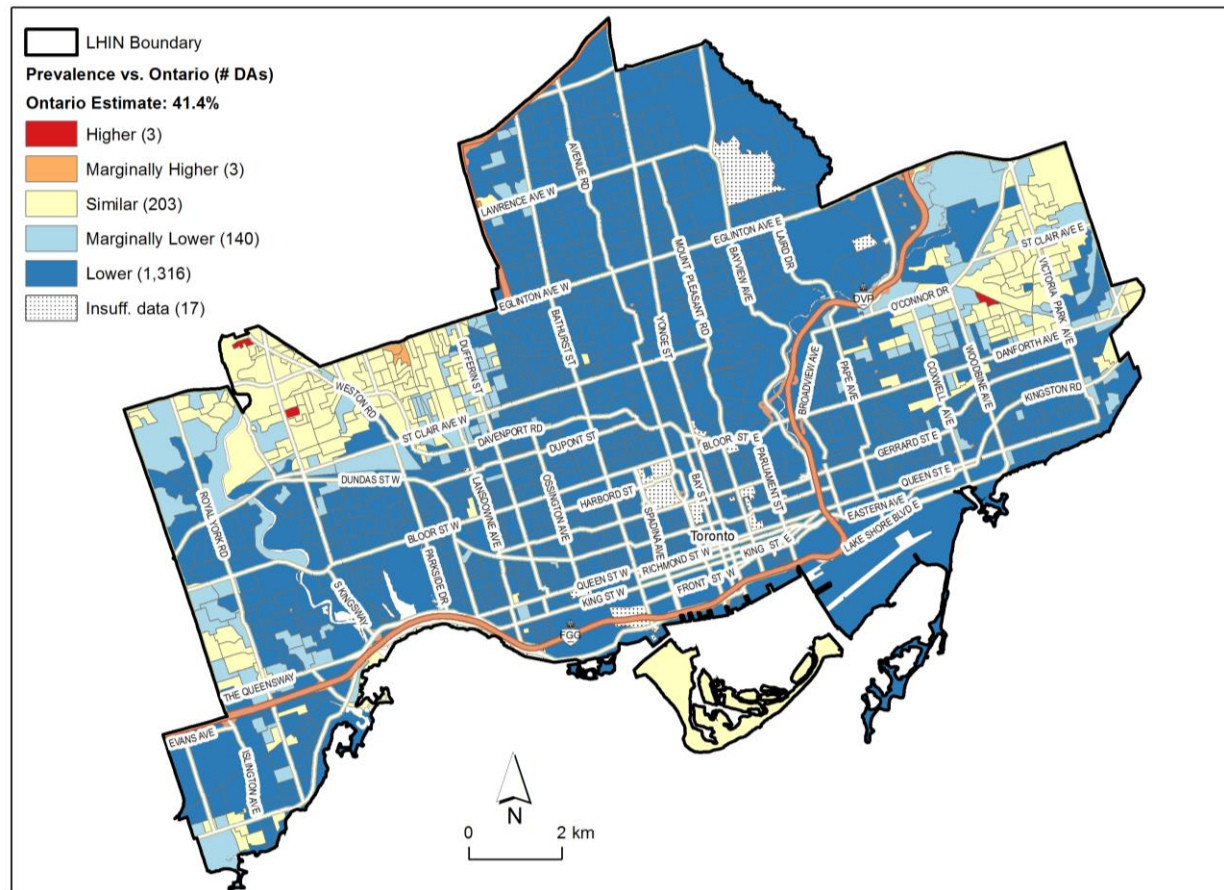 LHIN Boundary
Prevalence vs. Ontario (# DAs)
Ontario Estimate: 41.4%
Higher (3)
Marginally Higher (3)
Similar (203)
Marginally Lower (140)
Lower (1,316)
Insuff. data (17)
LAWRENCE AVE W
AVENUE RD
EGLINTON AVE E
LAIRD DR
MOUNT PLEASANT RD
BAYVIEW AVE
EGLINTON AVE W
BATHURST ST
YONGE ST
DVP
O'CONNOR DR
ST CLAIR AVE E
VICTORIA PARK AVE
DANFORTH AVE
WOODBINE AVE
COXWELL AVE
KINGSTON RD
PAPE AVE
BROADVIEW AVE
DUFFERIN ST
WESTON RD
ST CLAIR AVE W
DAVENPORT RD
DUPONT ST
BLOOR ST E
PARLIAMENT ST
GERRARD ST E
QUEEN ST E
EASTERN AVE
LAKE SHORE BLVD E
DUNDAS ST W
ROYAL YORK RD
LANSDOWNE AVE
OSSINGTON AVE
HARBORD ST
SPADINA AVE
BAY ST
Toronto
BLOOR ST W
PARKSIDE DR
S KINGSWAY
QUEEN ST W
RICHMOND ST W
KING ST E
KING ST W
FRONT ST W
FGG
THE QUEENSWAY
EVANS AVE
ISLINGTON AVE
N
0 2 km